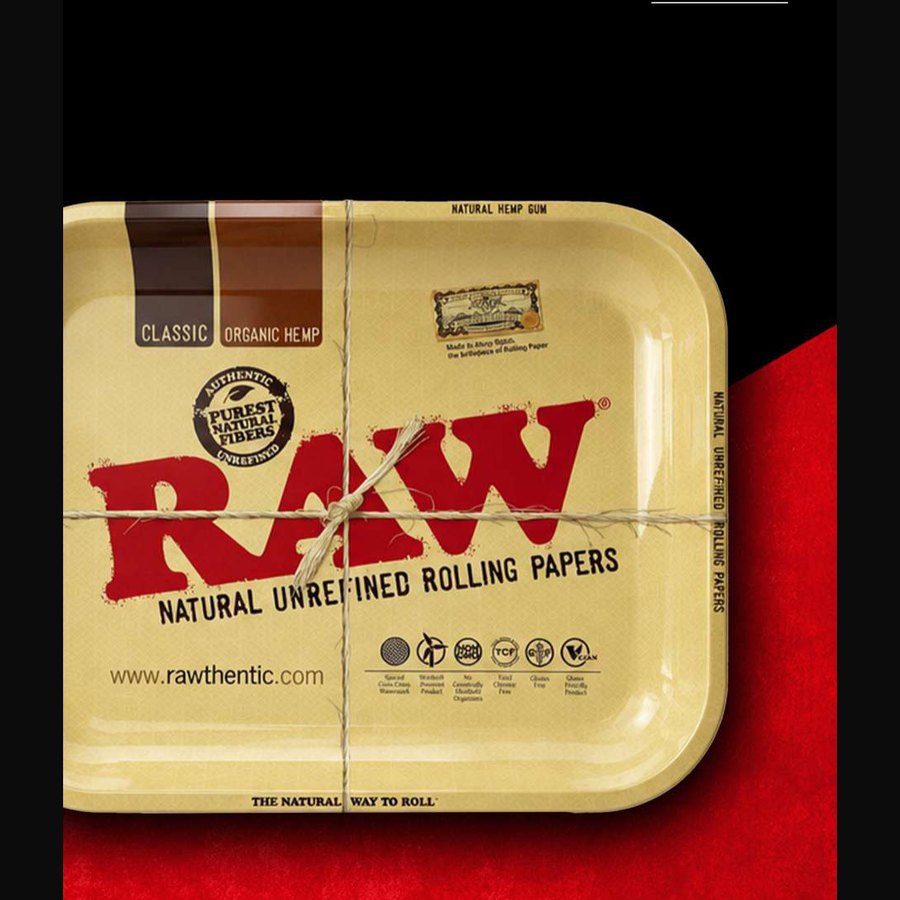 NATURAL HEMP GUM
CLASSIC
ORGANIC HEMP
AUTHENTIC
PUREST
NATURAL
FIBERS
UNREFINED
RAW®
NATURAL UNREFINED ROLLING PAPERS
NATURAL UNREFINED ROLLING PAPERS
TCF
www.rawthentic.com
THE NATURAL WAY TO ROLL